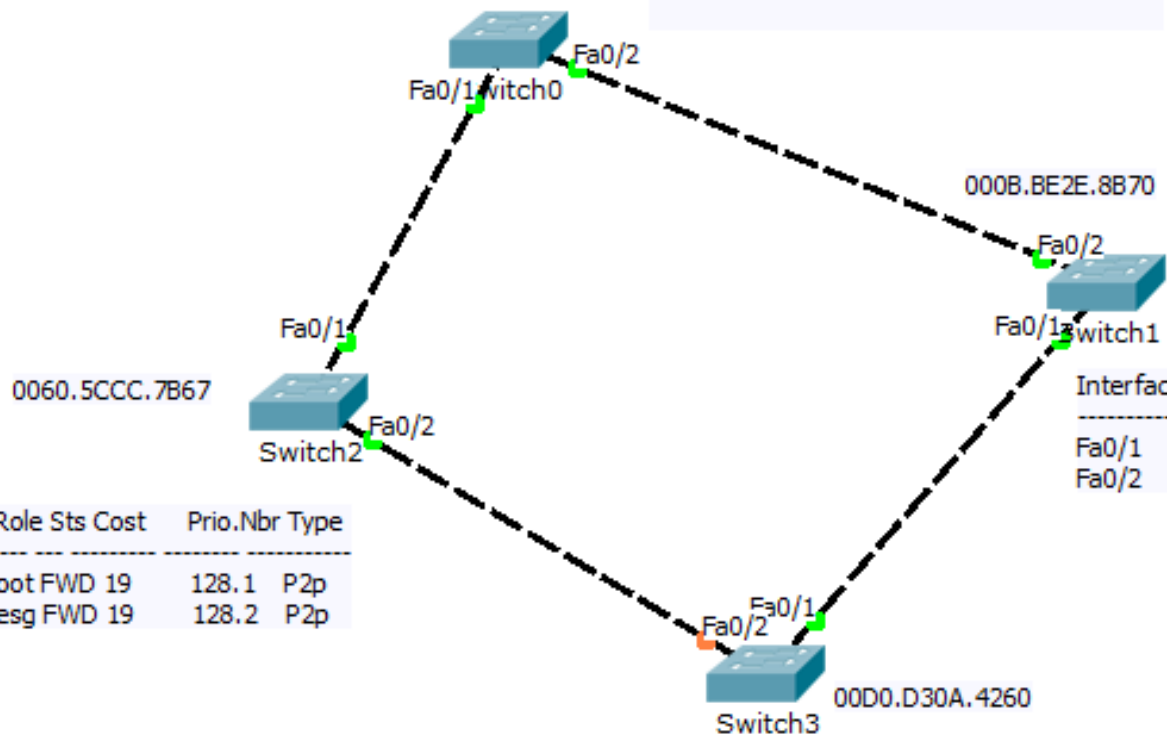 Fa0/2
Fa0/1
witch0
000B.BE2E.8B70
Fa0/2
Fa0/1
witch1
Fa0/1
0060.5CCC.7B67
Fa0/2
Switch2
Interfac
----------
Fa0/1
Fa0/2
Role Sts Cost Prio.Nbr Type
---- --- --------- -------- -----------
oot FWD 19 128.1 P2p
esg FWD 19 128.2 P2p
Fa0/1
Fa0/2
00D0.D30A.4260
Switch3